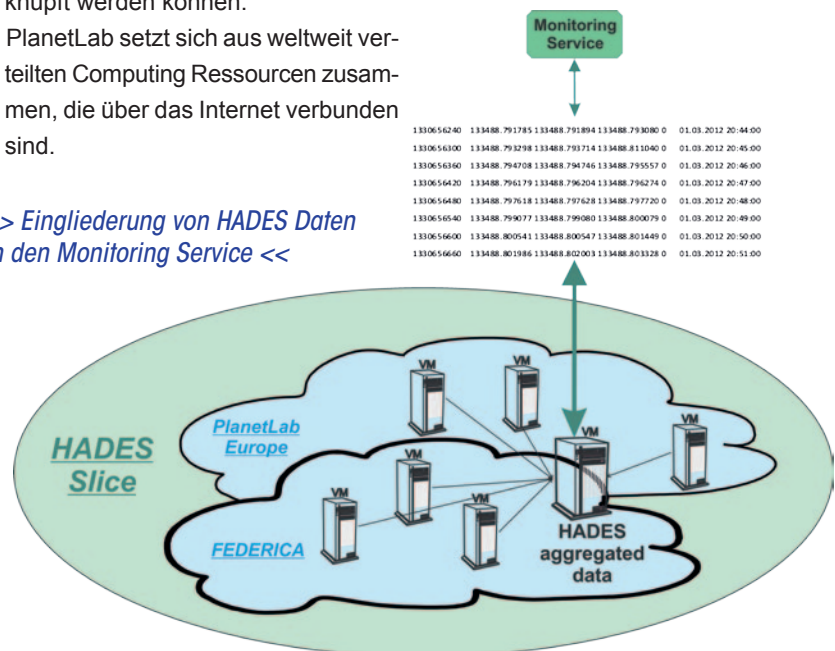 knüpft werden können.
PlanetLab setzt sich aus weltweit ver-
teilten Computing Ressourcen zusam-
men, die über das Internet verbunden
sind.
> Eingliederung von HADES Daten
den Monitoring Service <<
Monitoring
Service
1330656240 133488.791785 133488.791894 133488.793080 0 01.03.2012 20:44:00
1330656300 133488.793298 133488.793714 133488.811040 0 01.03.2012 20:45:00
1330656360 133488.794708 133488.794746 133488.795557 0 01.03.2012 20:46:00
1330656420 133488.796179 133488.796204 133488.796274 0 01.03.2012 20:47:00
1330656480 133488.797618 133488.797628 133488.797720 0 01.03.2012 20:48:00
1330656540 133488.799077 133488.799080 133488.800079 0 01.03.2012 20:49:00
1330656600 133488.800541 133488.800547 133488.801449 0 01.03.2012 20:50:00
1330656660 133488.801986 133488.802003 133488.803328 0 01.03.2012 20:51:00
HADES
Slice
PlanetLab
Europe
VM
VM
VM
VM
FEDERICA
VM
VM
VM
HADES
aggregated
data